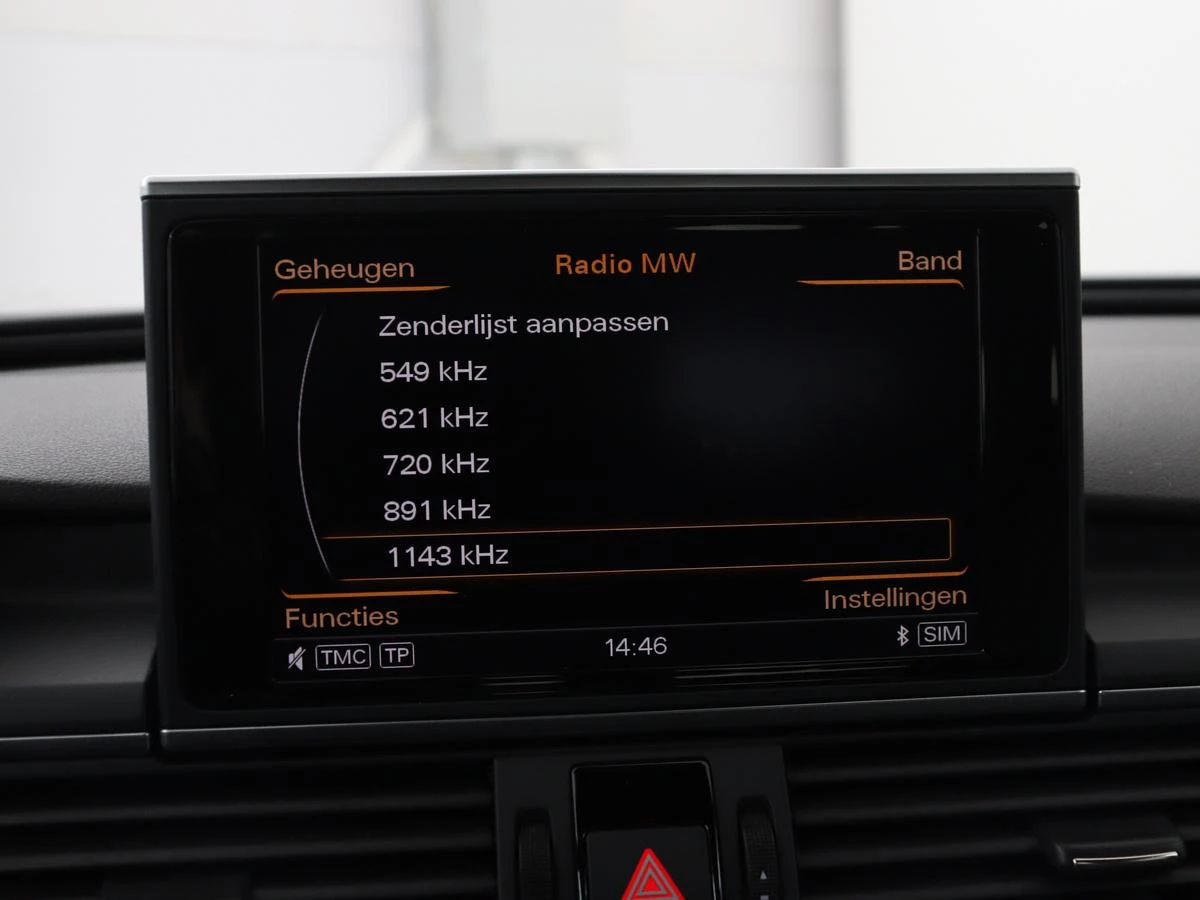 Geheugen Radio MW Band
Zenderlijst aanpassen
549 kHz
621 kHz
720 kHz
891 kHz
1143 kHz
Functies Instellingen
TMC TP 14:46 SIM